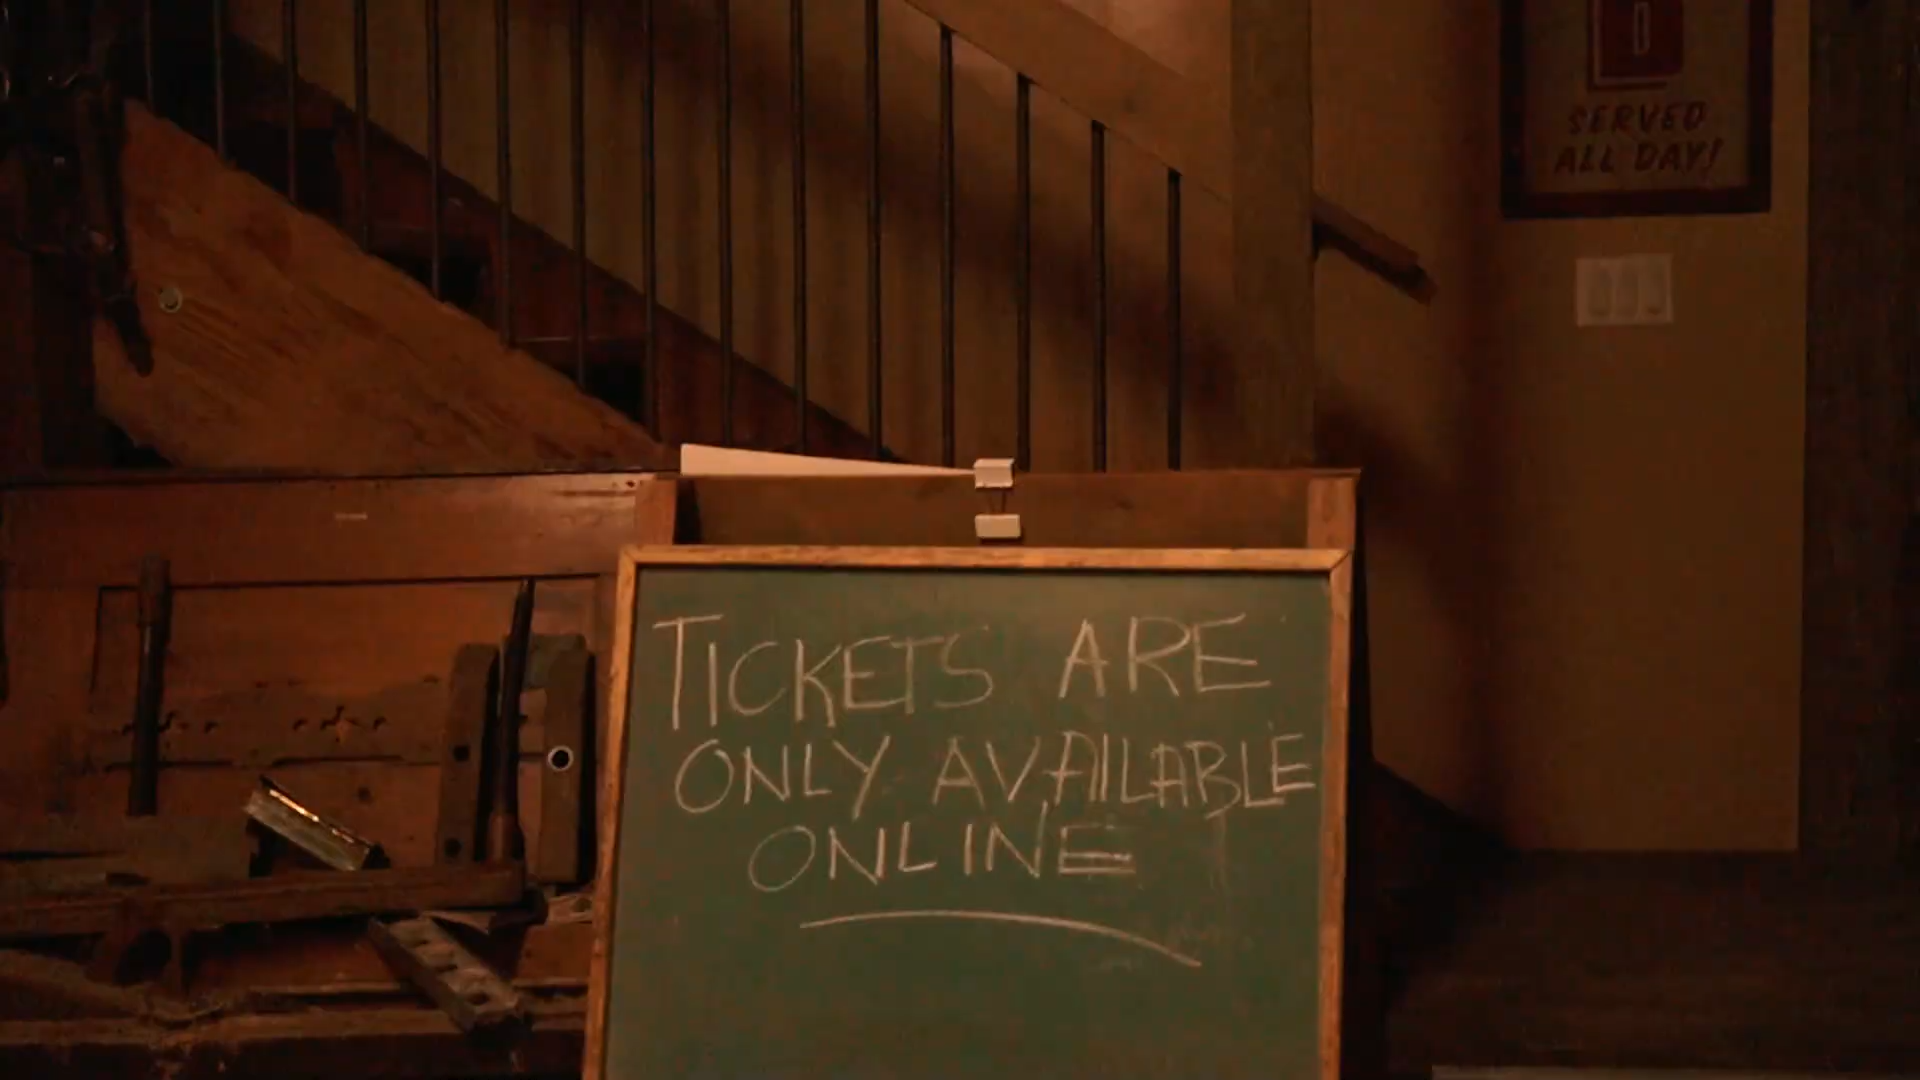 D
SERVED
ALL DAY!
TICKETS ARE
ONLY AVAILABLE
ONLINE